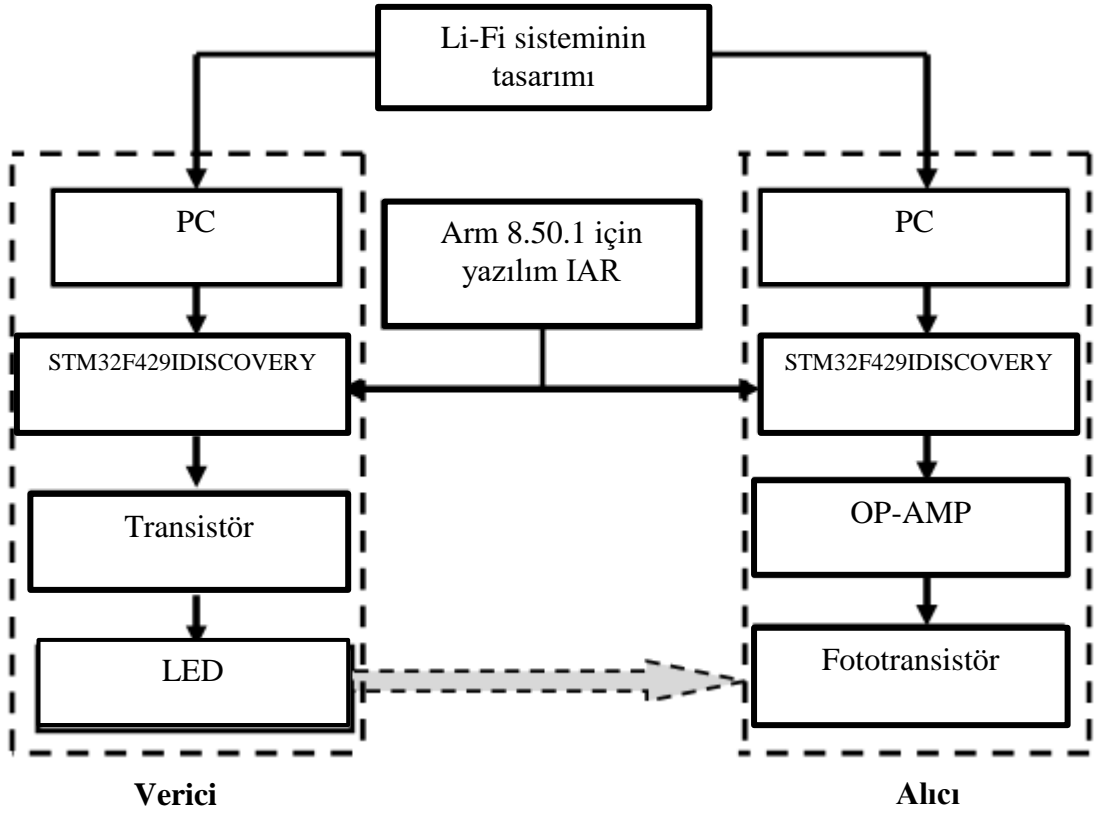 Li-Fi sisteminin
tasarımı
PC
Arm 8.50.1 için
yazılım IAR
PC
STM32F429IDISCOVERY
STM32F429IDISCOVERY
Transistör
OP-AMP
LED
Fototransistör
Verici
Alıcı